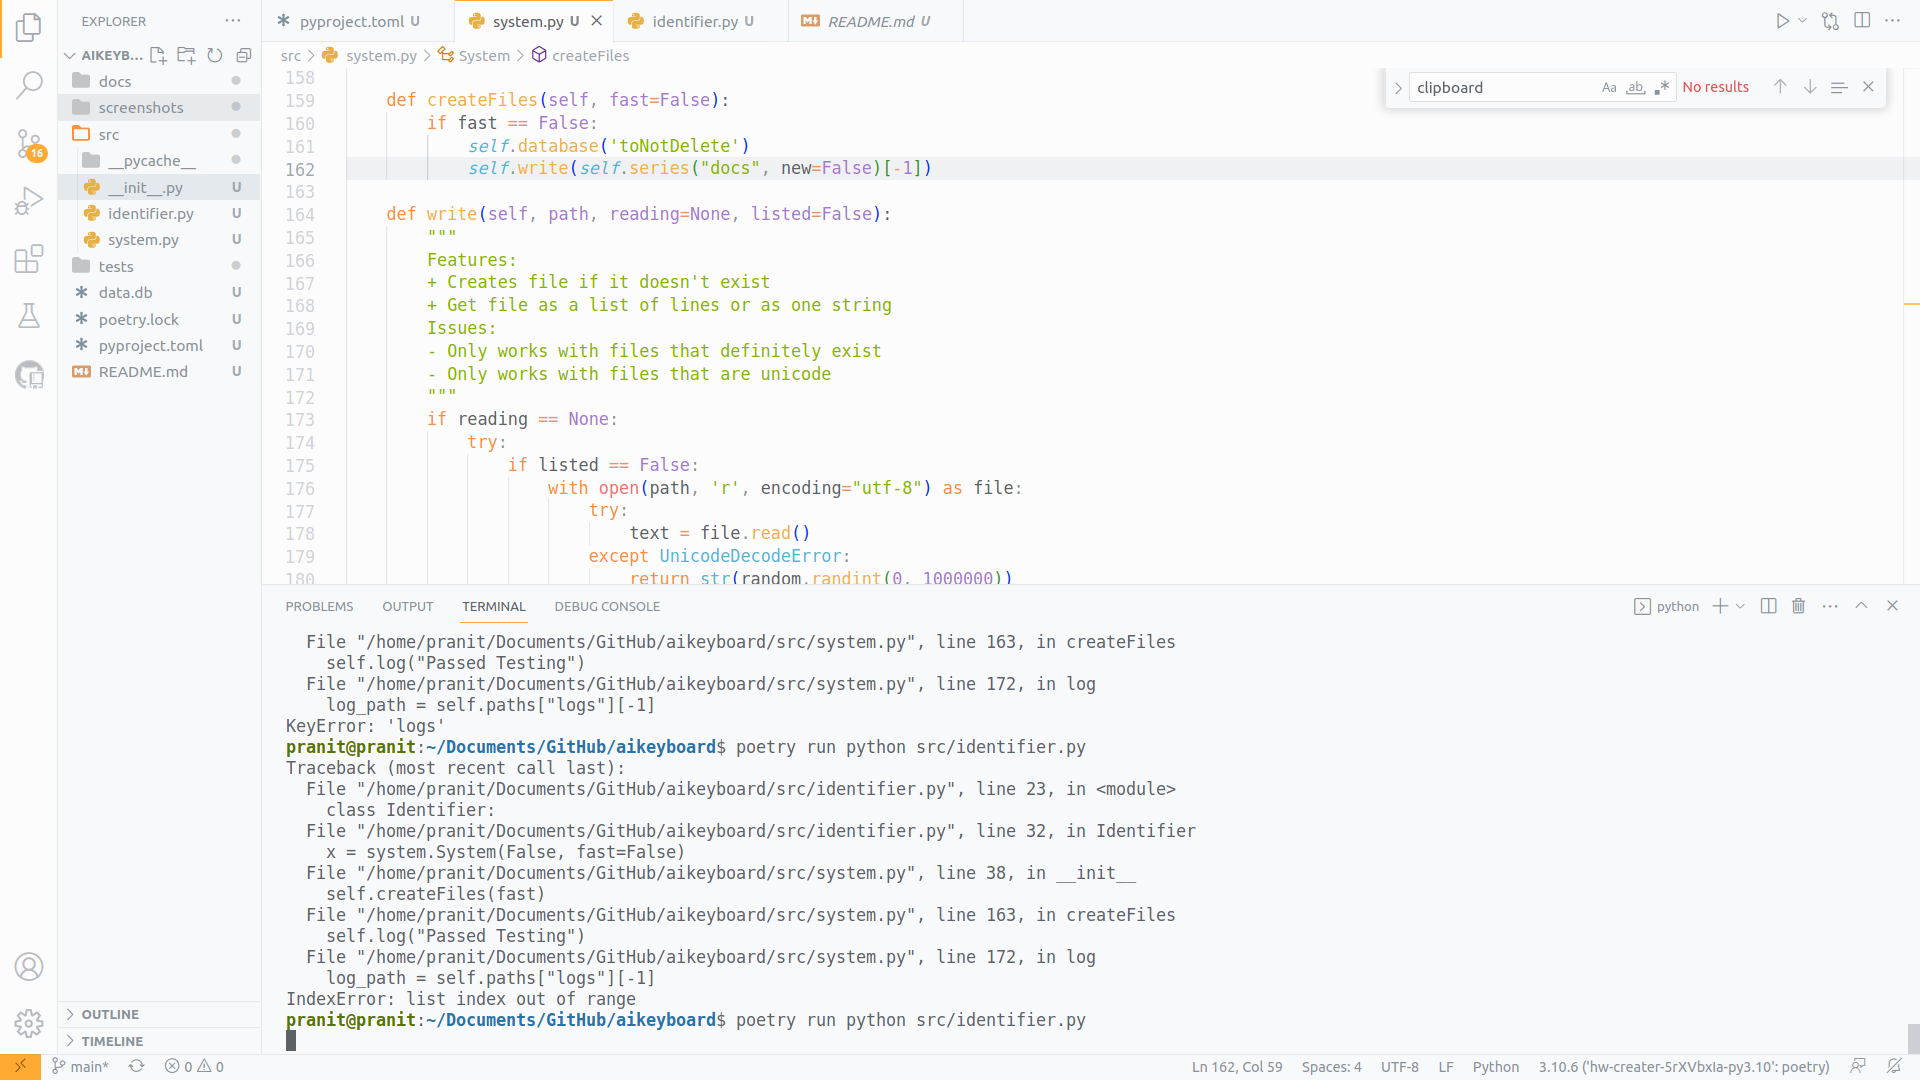 EXPLORER
pyproject.toml U
system.py U
identifier.py U
README.md U
AIKEYB...
docs
screenshots
src
__pycache__
__init__.py U
identifier.py U
system.py U
tests
data.db U
poetry.lock U
pyproject.toml U
README.md U
16
OUTLINE
TIMELINE
src > system.py > System > createFiles
clipboard
Aa ab .* No results
158
159 def createFiles(self, fast=False):
160 if fast == False:
161 self.database('toNotDelete')
162 self.write(self.series("docs", new=False)[-1])
163
164 def write(self, path, reading=None, listed=False):
165 """
166 Features:
167 + Creates file if it doesn't exist
168 + Get file as a list of lines or as one string
169 Issues:
170 - Only works with files that definitely exist
171 - Only works with files that are unicode
172 """
173 if reading == None:
174 try:
175 if listed == False:
176 with open(path, 'r', encoding="utf-8") as file:
177 try:
178 text = file.read()
179 except UnicodeDecodeError:
180 return str(random.randint(0, 1000000))
PROBLEMS OUTPUT TERMINAL DEBUG CONSOLE
python
File "/home/pranit/Documents/GitHub/aikeyboard/src/system.py", line 163, in createFiles
self.log("Passed Testing")
File "/home/pranit/Documents/GitHub/aikeyboard/src/system.py", line 172, in log
log_path = self.paths["logs"][-1]
KeyError: 'logs'
pranit@pranit:~/Documents/GitHub/aikeyboard$ poetry run python src/identifier.py
Traceback (most recent call last):
File "/home/pranit/Documents/GitHub/aikeyboard/src/identifier.py", line 23, in <module>
class Identifier:
File "/home/pranit/Documents/GitHub/aikeyboard/src/identifier.py", line 32, in Identifier
x = system.System(False, fast=False)
File "/home/pranit/Documents/GitHub/aikeyboard/src/system.py", line 38, in __init__
self.createFiles(fast)
File "/home/pranit/Documents/GitHub/aikeyboard/src/system.py", line 163, in createFiles
self.log("Passed Testing")
File "/home/pranit/Documents/GitHub/aikeyboard/src/system.py", line 172, in log
log_path = self.paths["logs"][-1]
IndexError: list index out of range
pranit@pranit:~/Documents/GitHub/aikeyboard$ poetry run python src/identifier.py
main* 0 0
Ln 162, Col 59 Spaces: 4 UTF-8 LF Python 3.10.6 ('hw-creater-5rXVbxIa-py3.10': poetry)